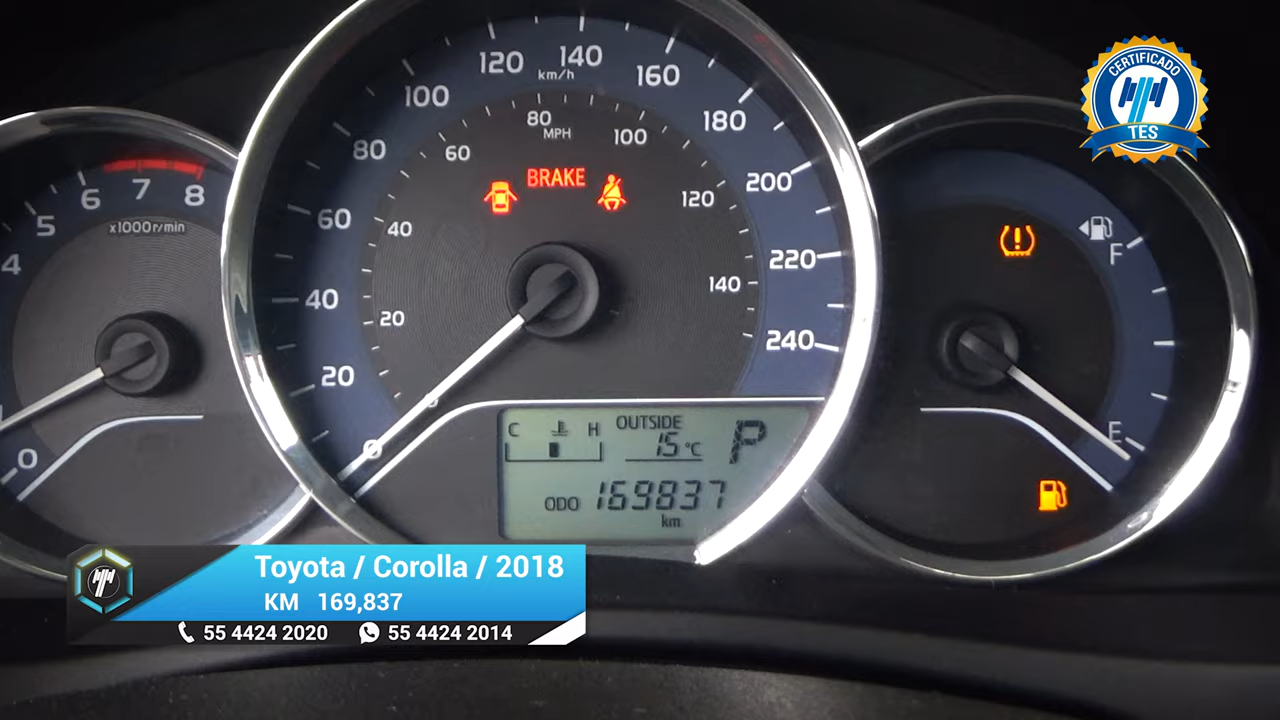 CERTIFICADO
TES
4
5
6
7
8
x1000r/min
0
0
20
40
60
80
100
120
140
160
180
200
220
240
km/h
20
40
60
80
100
120
140
MPH
BRAKE
F
E
C H
OUTSIDE
15°C
P
ODO 169837
km
Toyota / Corolla / 2018
KM 169,837
55 4424 2020 55 4424 2014